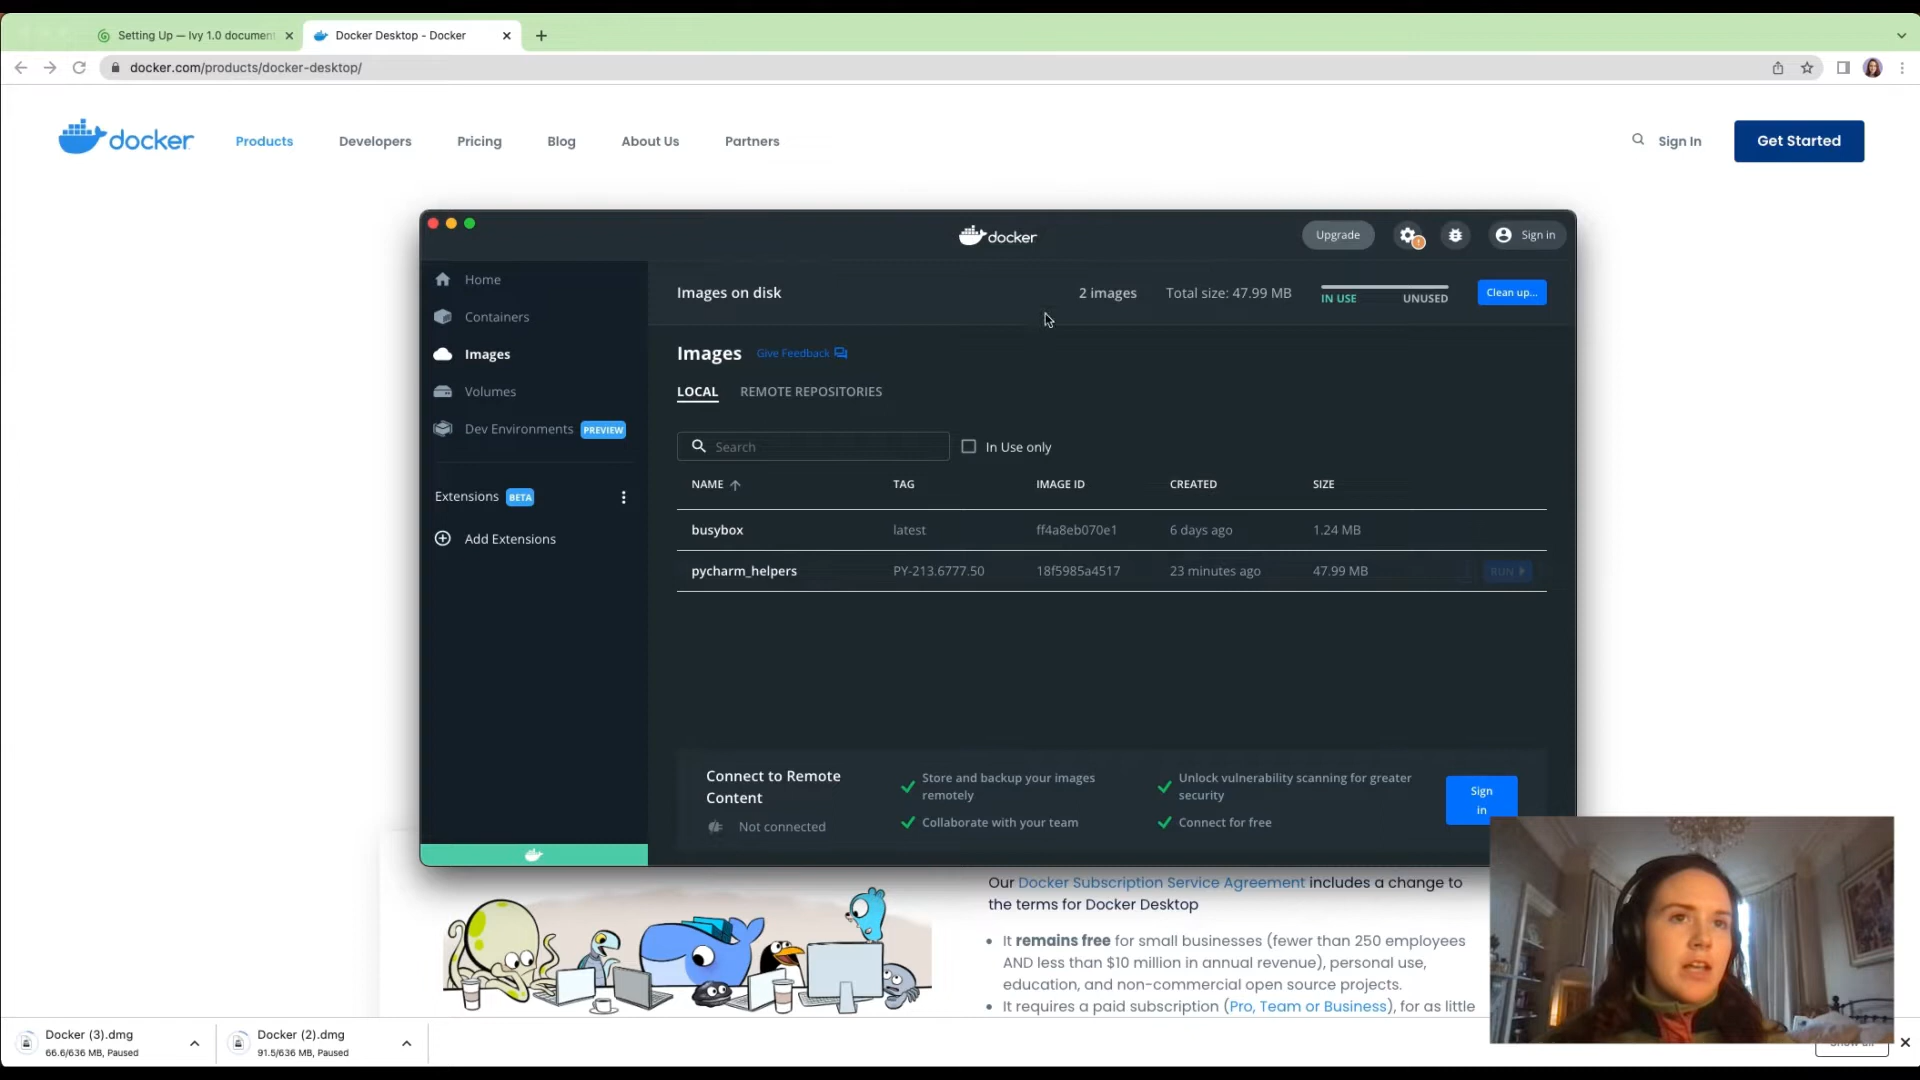 Setting Up — Ivy 1.0 document
Docker Desktop - Docker
docker.com/products/docker-desktop/
docker
Products
Developers
Pricing
Blog
About Us
Partners
Sign In
Get Started
docker
Upgrade
Sign in
Home
Containers
Images
Volumes
Dev Environments PREVIEW
Extensions BETA
Add Extensions
Images on disk
2 images
Total size: 47.99 MB
IN USE
UNUSED
Clean up...
Images
Give Feedback
LOCAL
REMOTE REPOSITORIES
Search
In Use only
NAME TAG IMAGE ID CREATED SIZE
busybox latest ff4a8eb070e1 6 days ago 1.24 MB
pycharm_helpers PY-213.6777.50 18f5985a4517 23 minutes ago 47.99 MB RUN
Connect to Remote
Content
Not connected
Store and backup your images
remotely
Collaborate with your team
Unlock vulnerability scanning for greater
security
Connect for free
Sign
in
Our Docker Subscription Service Agreement includes a change to
the terms for Docker Desktop
It remains free for small businesses (fewer than 250 employees
AND less than $10 million in annual revenue), personal use,
education, and non-commercial open source projects.
It requires a paid subscription (Pro, Team or Business), for as little
Docker (3).dmg
66.6/636 MB, Paused
Docker (2).dmg
91.5/636 MB, Paused